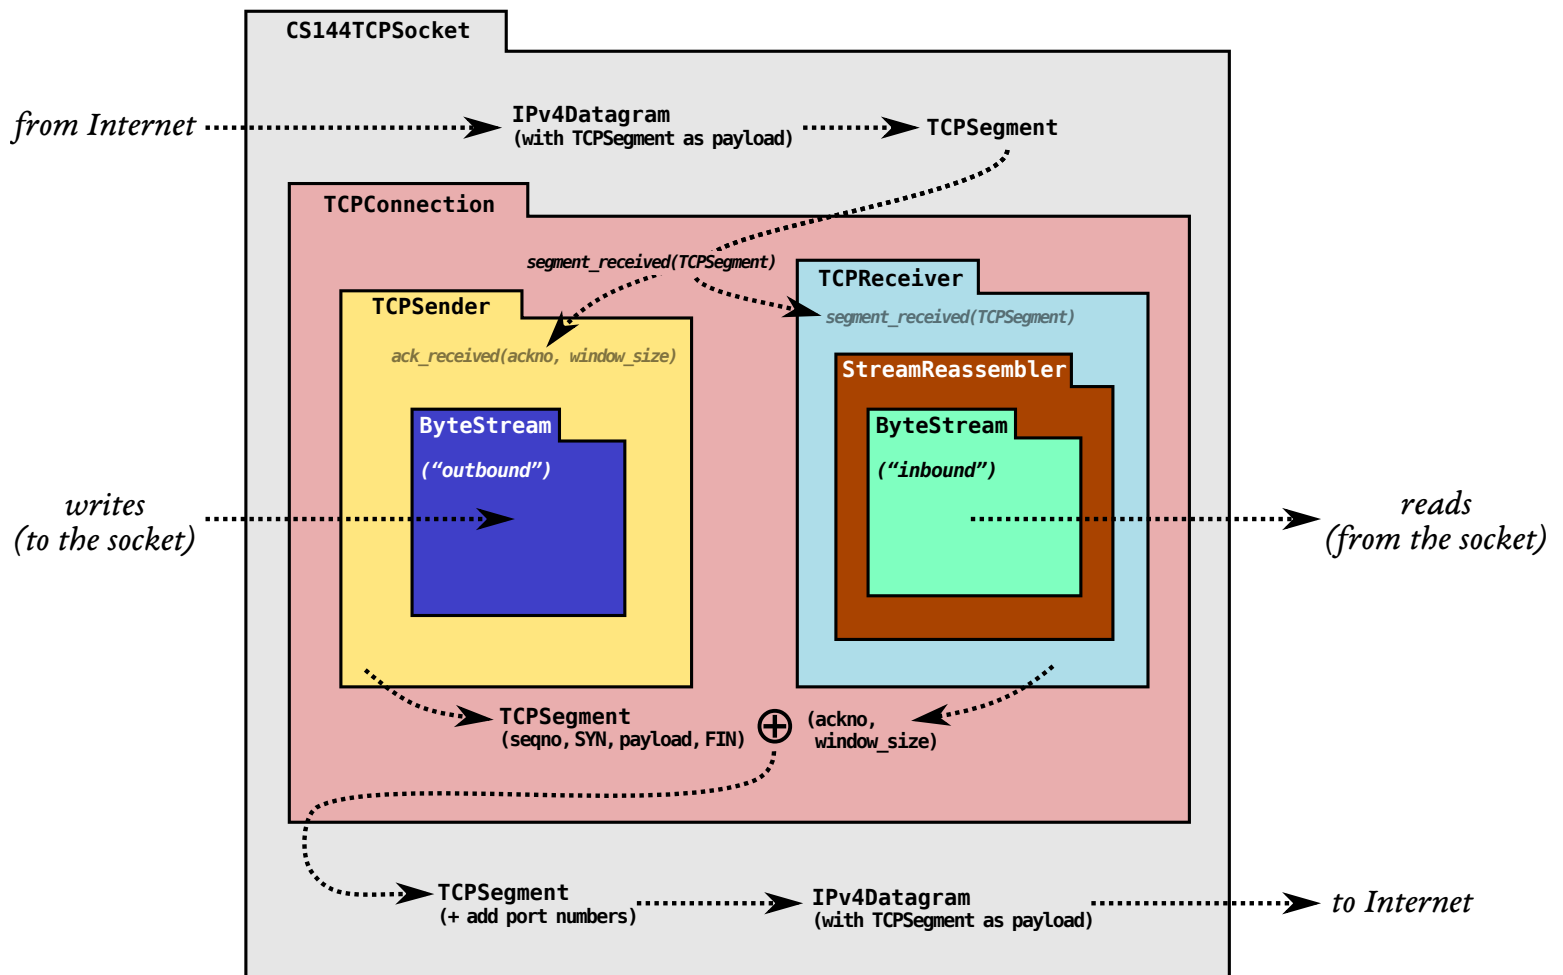 CS144TCPSocket
from Internet
IPv4Datagram
(with TCPSegment as payload)
TCPSegment
TCPConnection
segment_received(TCPSegment)
TCPReceiver
segment_received(TCPSegment)
TCPSender
ack_received(ackno, window_size)
StreamReassembler
ByteStream
(“outbound”)
ByteStream
(“inbound”)
writes
(to the socket)
reads
(from the socket)
TCPSegment
(seqno, SYN, payload, FIN)
(ackno,
window_size)
TCPSegment
(+ add port numbers)
IPv4Datagram
(with TCPSegment as payload)
to Internet